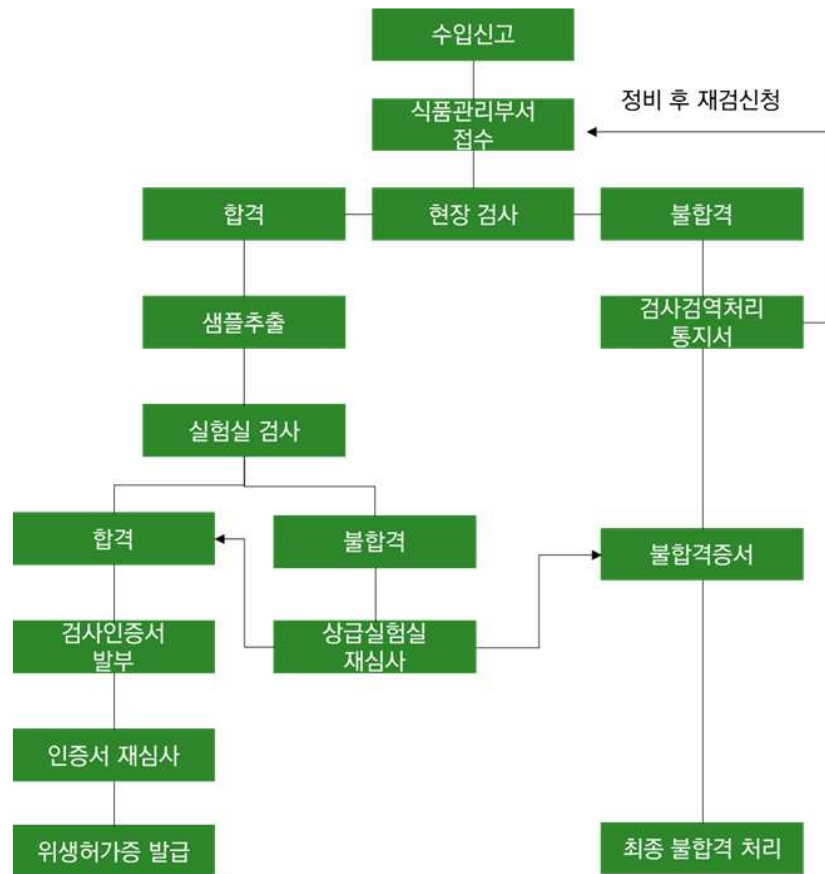 수입신고
식품관리부서
접수
정비 후 재검신청
합격
현장 검사
불합격
샘플추출
검사검역처리
통지서
실험실 검사
합격
불합격
불합격증서
검사인증서
발부
상급실험실
재심사
인증서 재심사
위생허가증 발급
최종 불합격 처리